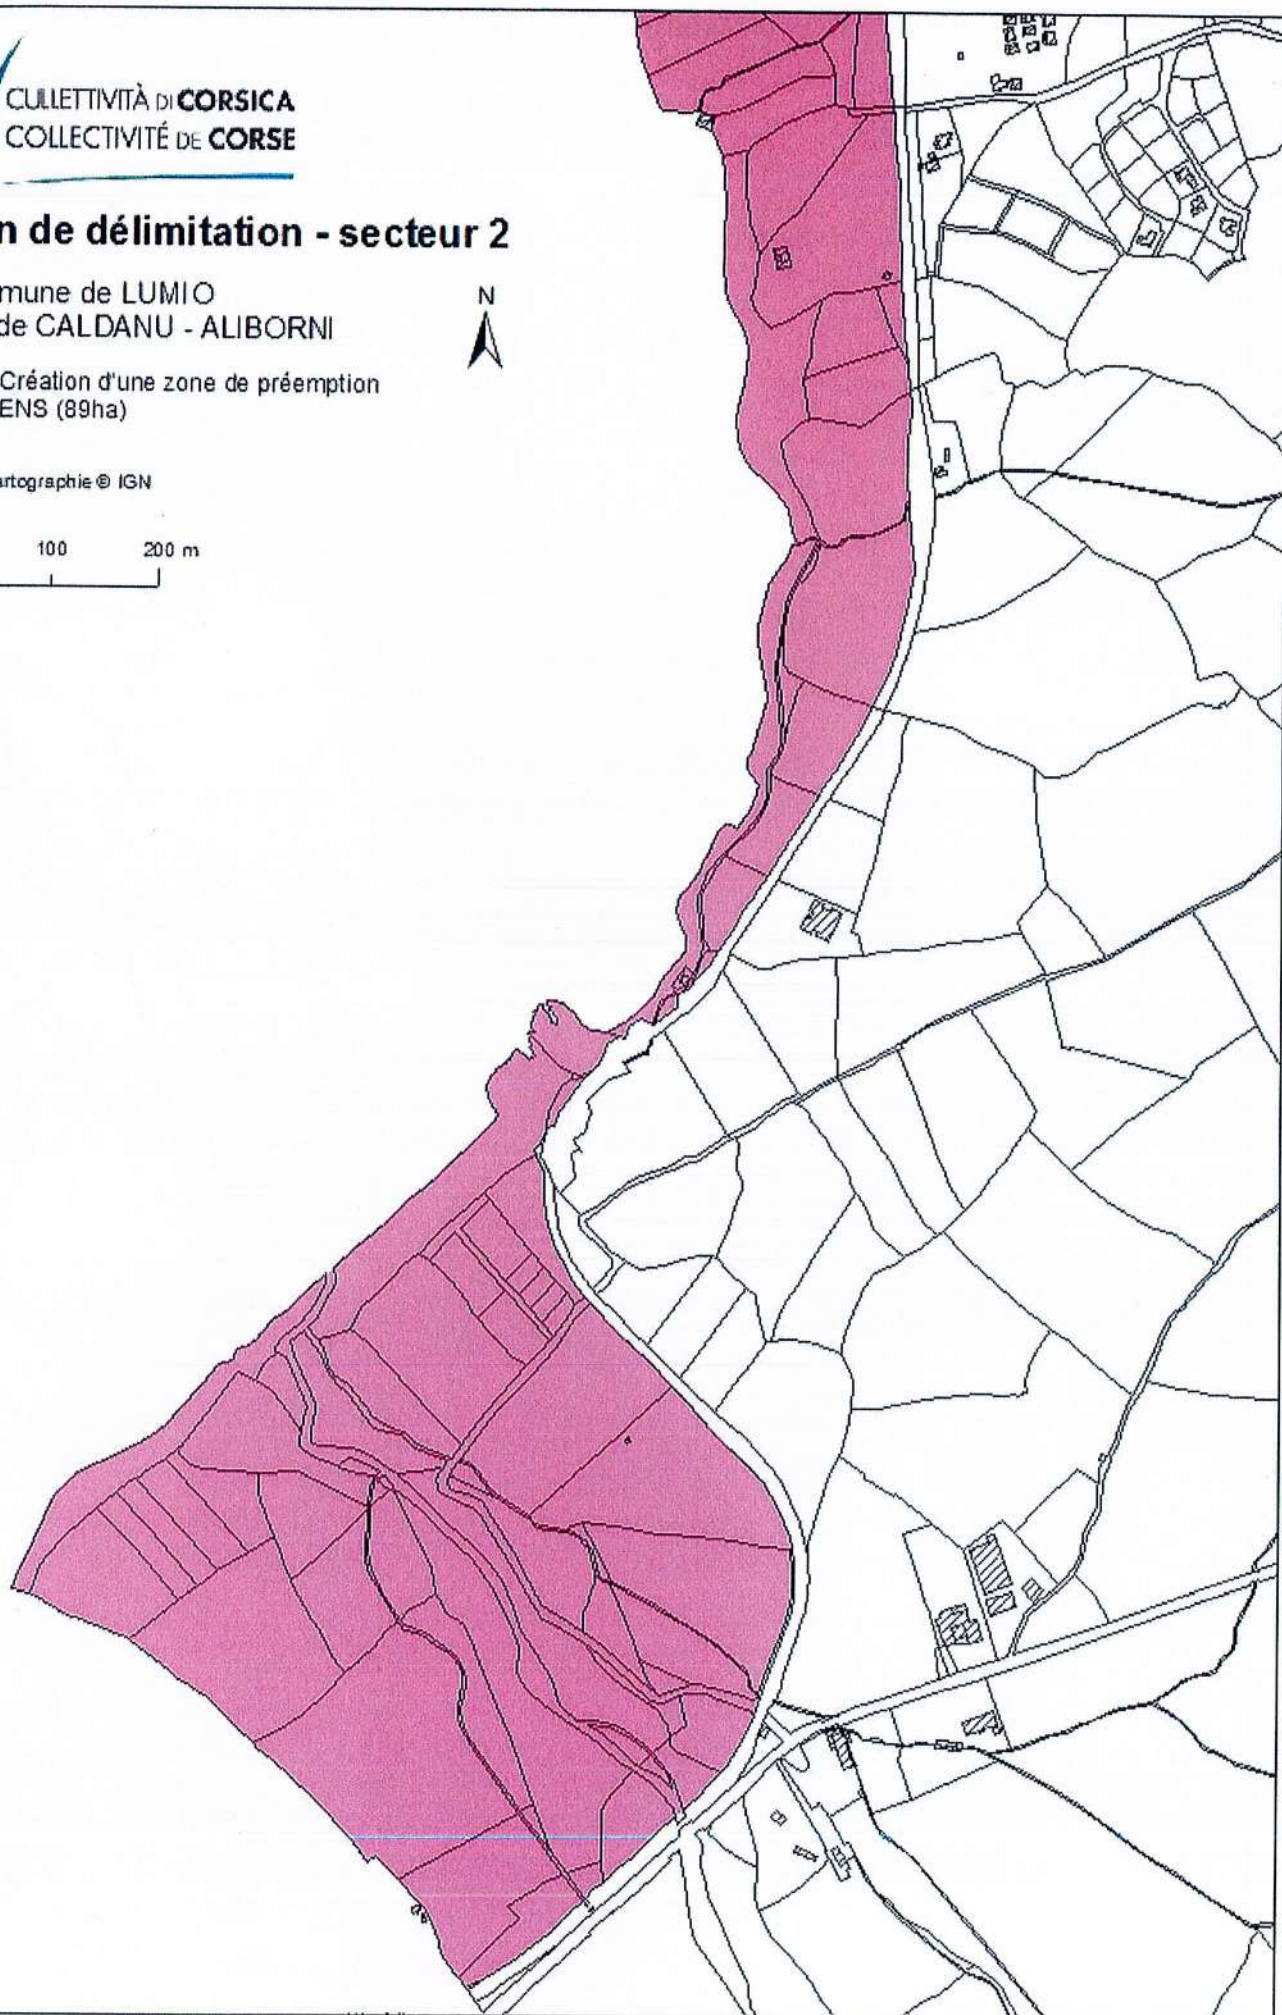 CULLETTIVITÀ DI CORSICA
COLLECTIVITÉ DE CORSE
n de délimitation - secteur 2
mune de LUMIO
de CALDANU - ALIBORNI
N
Création d'une zone de préemption
ENS (89ha)
artographie © IGN
100 200 m